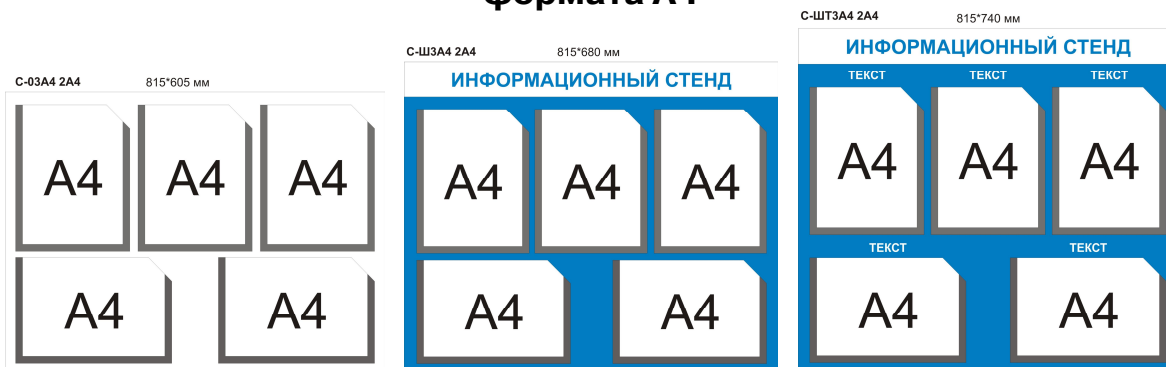 формата А4
С-03А4 2А4 815*605 мм
А4 А4 А4
А4 А4
С-Ш3А4 2А4 815*680 мм
ИНФОРМАЦИОННЫЙ СТЕНД
А4 А4 А4
А4 А4
С-ШТ3А4 2А4 815*740 мм
ИНФОРМАЦИОННЫЙ СТЕНД
ТЕКСТ ТЕКСТ ТЕКСТ
А4 А4 А4
ТЕКСТ ТЕКСТ
А4 А4